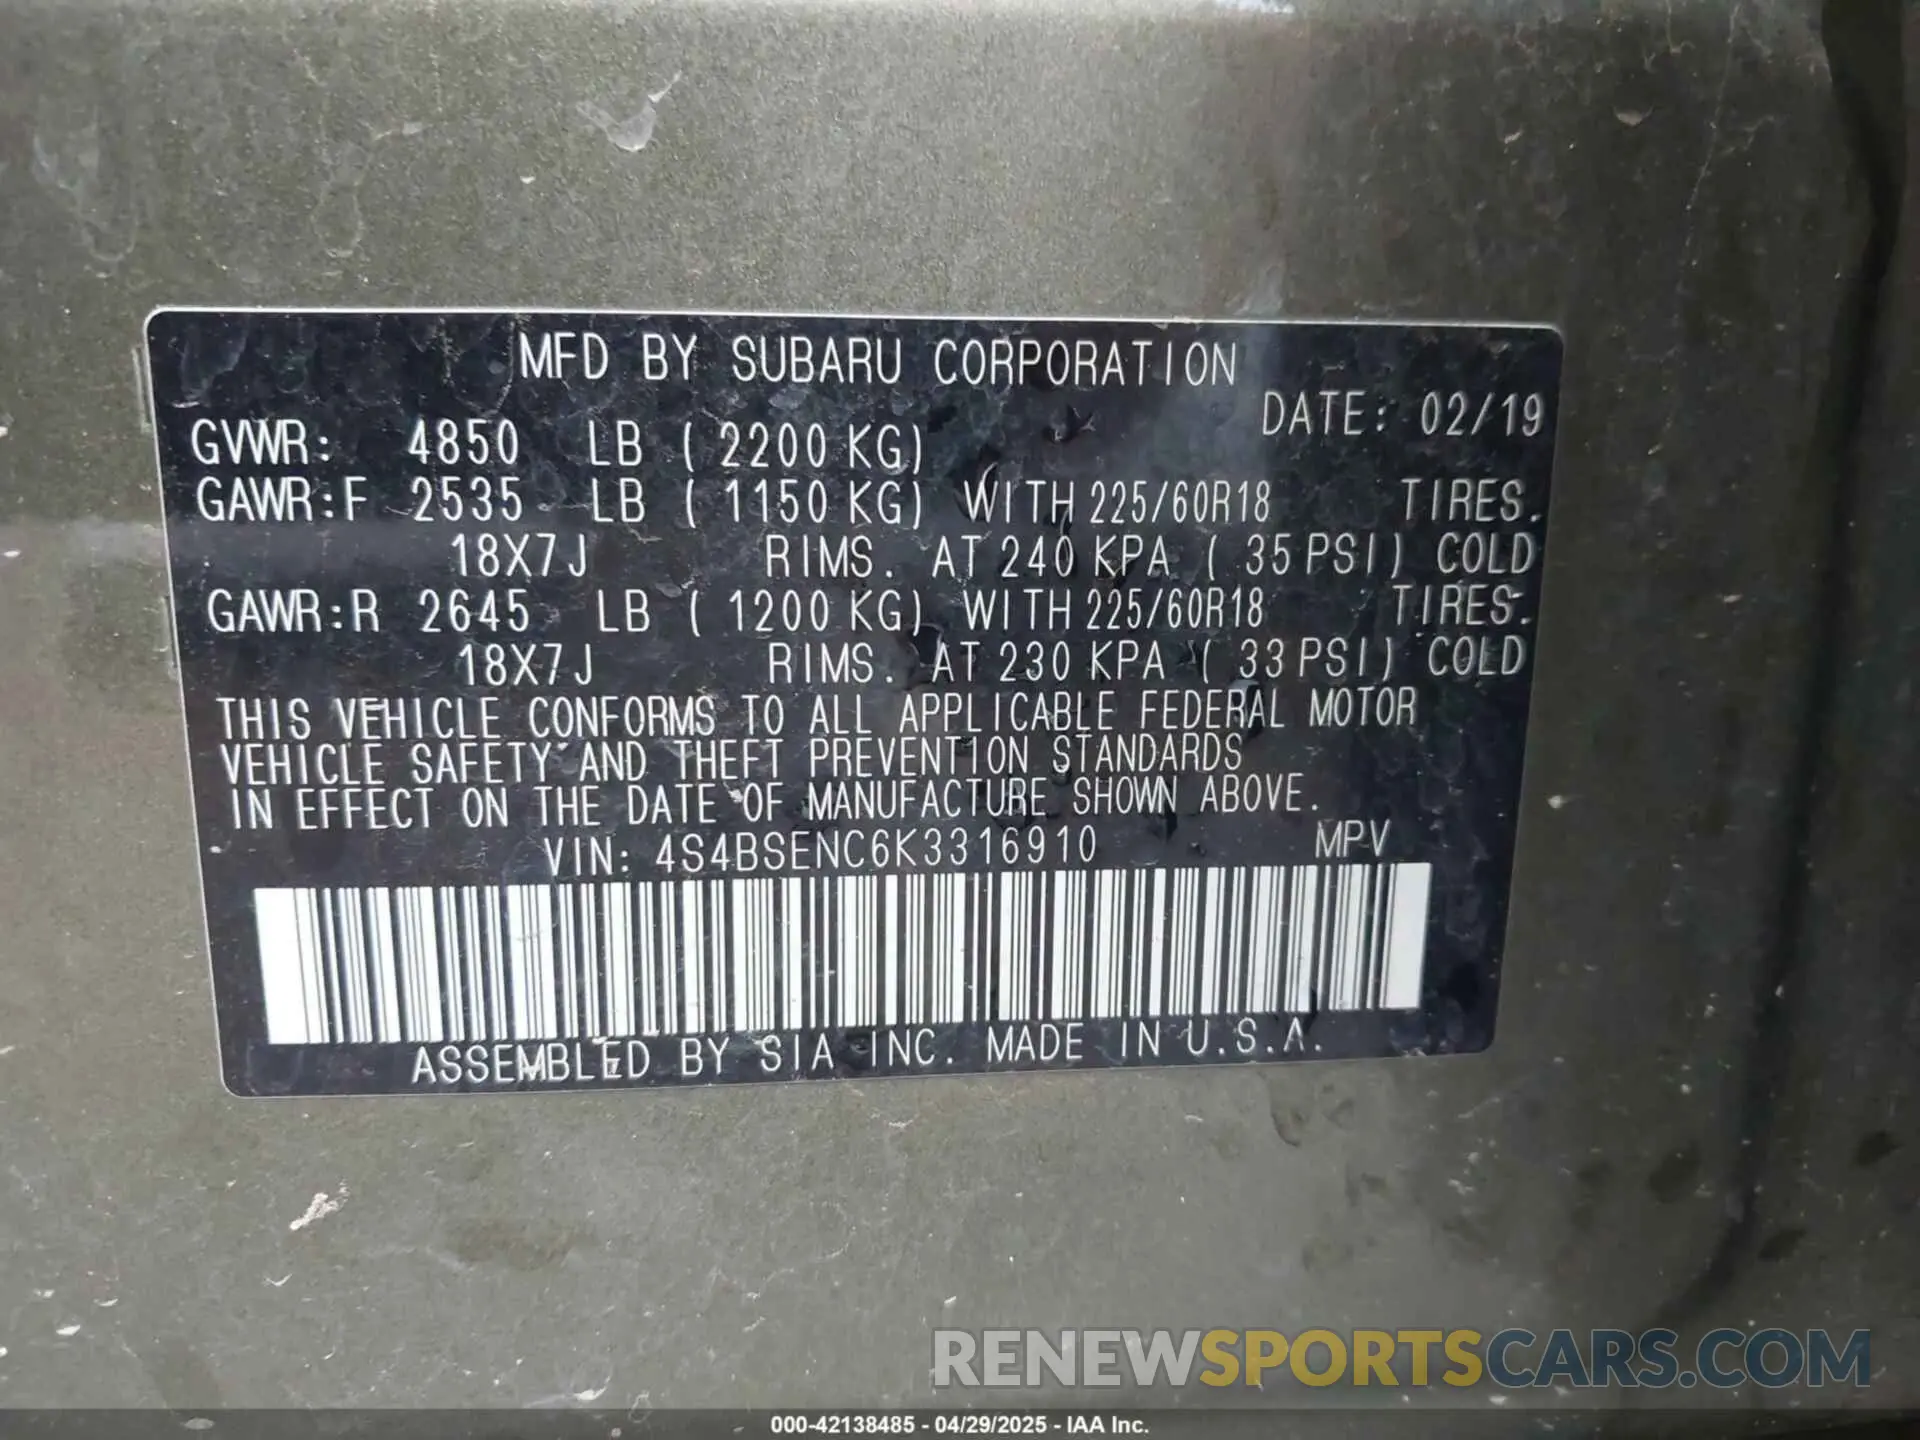 MFD BY SUBARU CORPORATION
DATE: 02/19
GVWR: 4850 LB ( 2200 KG)
GAWR:F 2535 LB ( 1150 KG) WITH 225/60R18 TIRES.
18X7J RIMS. AT 240 KPA ( 35 PSI) COLD
GAWR:R 2645 LB ( 1200 KG) WITH 225/60R18 TIRES.
18X7J RIMS. AT 230 KPA ( 33 PSI) COLD
THIS VEHICLE CONFORMS TO ALL APPLICABLE FEDERAL MOTOR
VEHICLE SAFETY AND THEFT PREVENTION STANDARDS
IN EFFECT ON THE DATE OF MANUFACTURE SHOWN ABOVE.
VIN: 4S4BSENC6K3316910 MPV
ASSEMBLED BY SIA INC. MADE IN U.S.A.
RENEWSPORTSCARS.COM
000-42138485 - 04/29/2025 - IAA Inc.